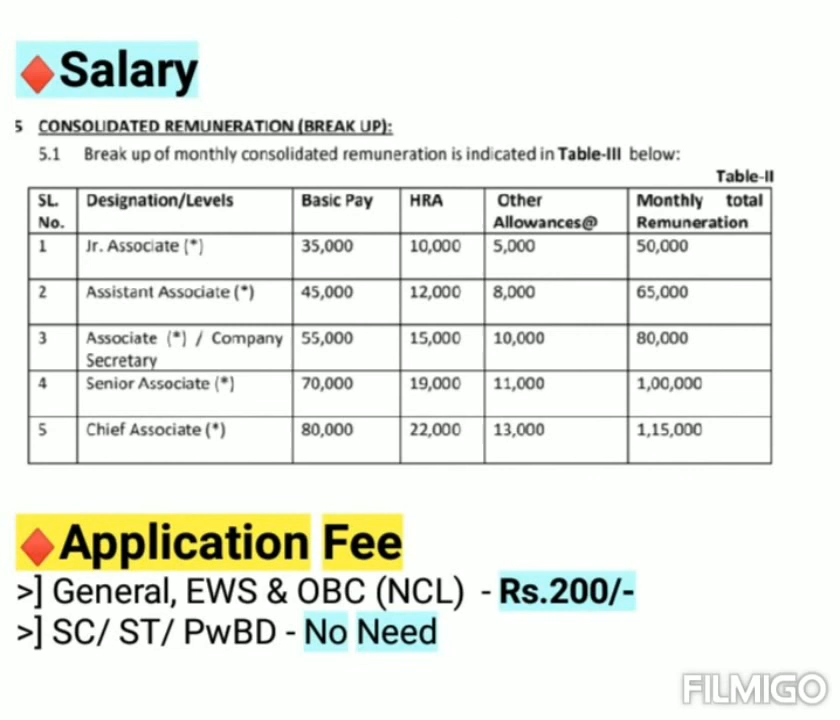 ♦Salary
5 CONSOLIDATED REMUNERATION (BREAK UP):
5.1 Break up of monthly consolidated remuneration is indicated in Table-III below:
Table-II
SL. No. Designation/Levels Basic Pay HRA Other Allowances@ Monthly total Remuneration
1 Jr. Associate (*) 35,000 10,000 5,000 50,000
2 Assistant Associate (*) 45,000 12,000 8,000 65,000
3 Associate (*) / Company Secretary 55,000 15,000 10,000 80,000
4 Senior Associate (*) 70,000 19,000 11,000 1,00,000
5 Chief Associate (*) 80,000 22,000 13,000 1,15,000
♦Application Fee
>] General, EWS & OBC (NCL) - Rs.200/-
>] SC/ ST/ PwBD - No Need
FILMIGO